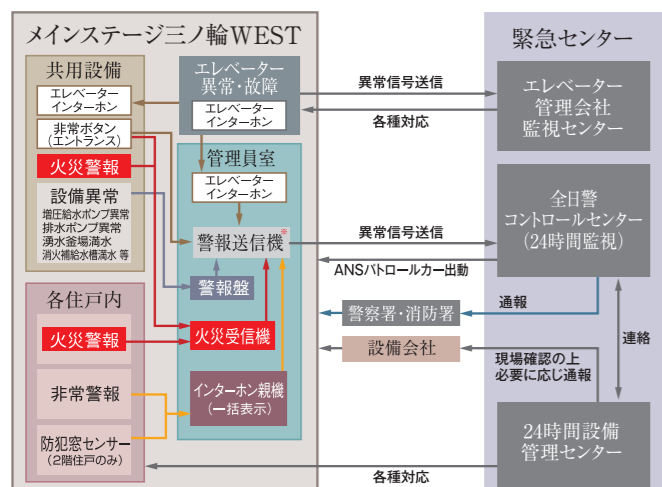 メインステージ三ノ輪WEST
共用設備
エレベーター
インターホン
非常ボタン
(エントランス)
火災警報
設備異常
増圧給水ポンプ異常
排水ポンプ異常
湧水釜場満水
消火補給水槽満水 等
各住戸内
火災警報
非常警報
防犯窓センサー
(2階住戸のみ)
エレベーター
異常・故障
エレベーター
インターホン
管理員室
エレベーター
インターホン
警報送信機※
警報盤
火災受信機
インターホン親機
(一括表示)
異常信号送信
各種対応
異常信号送信
ANSパトロールカー出動
警察署・消防署
通報
設備会社
現場確認の上
必要に応じ通報
連絡
各種対応
緊急センター
エレベーター
管理会社
監視センター
全日警
コントロールセンター
(24時間監視)
24時間設備
管理センター